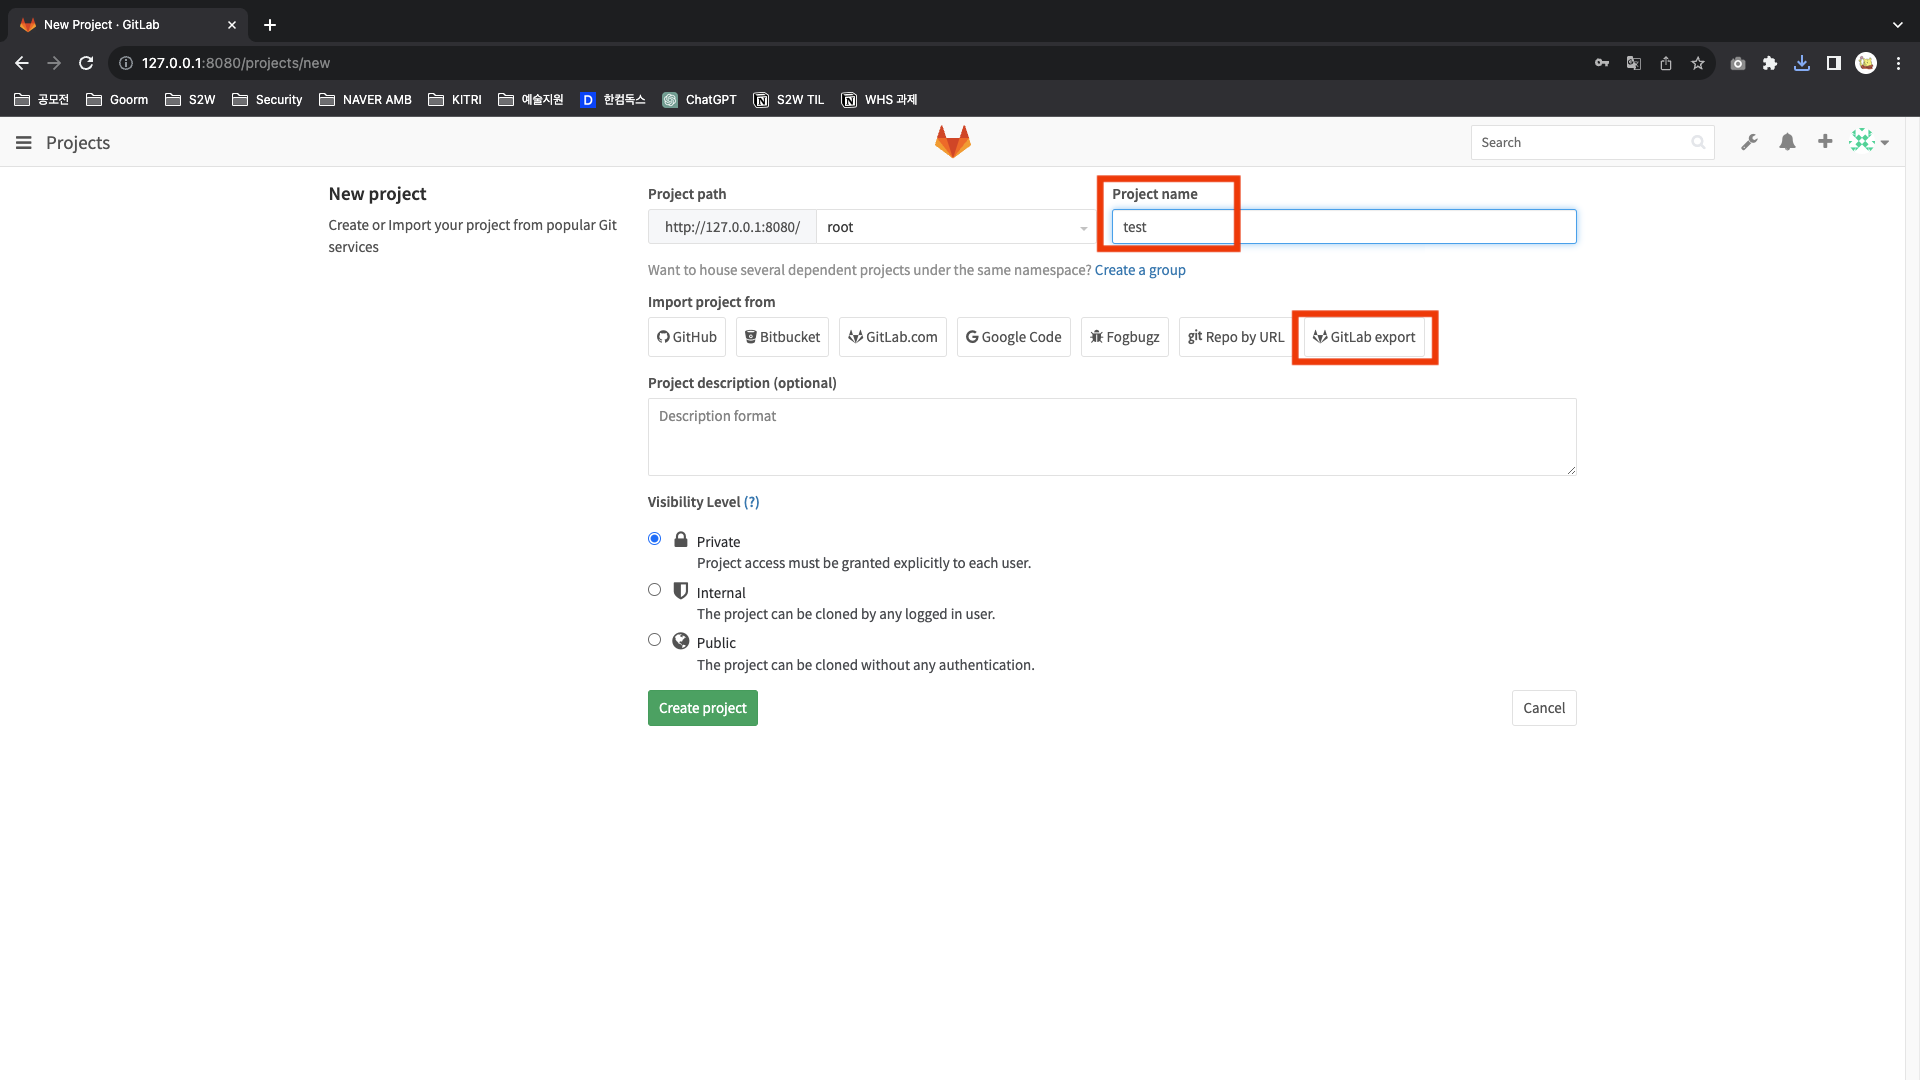 New Project · GitLab
127.0.0.1:8080/projects/new
공모전 Goorm S2W Security NAVER AMB KITRI 예술지원 D 한컴독스 ChatGPT S2W TIL WHS 과제
Projects
Search
New project
Create or Import your project from popular Git
services
Project path
Project name
http://127.0.0.1:8080/ root
test
Want to house several dependent projects under the same namespace? Create a group
Import project from
GitHub Bitbucket GitLab.com Google Code Fogbugz git Repo by URL GitLab export
Project description (optional)
Description format
Visibility Level (?)
Private
Project access must be granted explicitly to each user.
Internal
The project can be cloned by any logged in user.
Public
The project can be cloned without any authentication.
Create project
Cancel